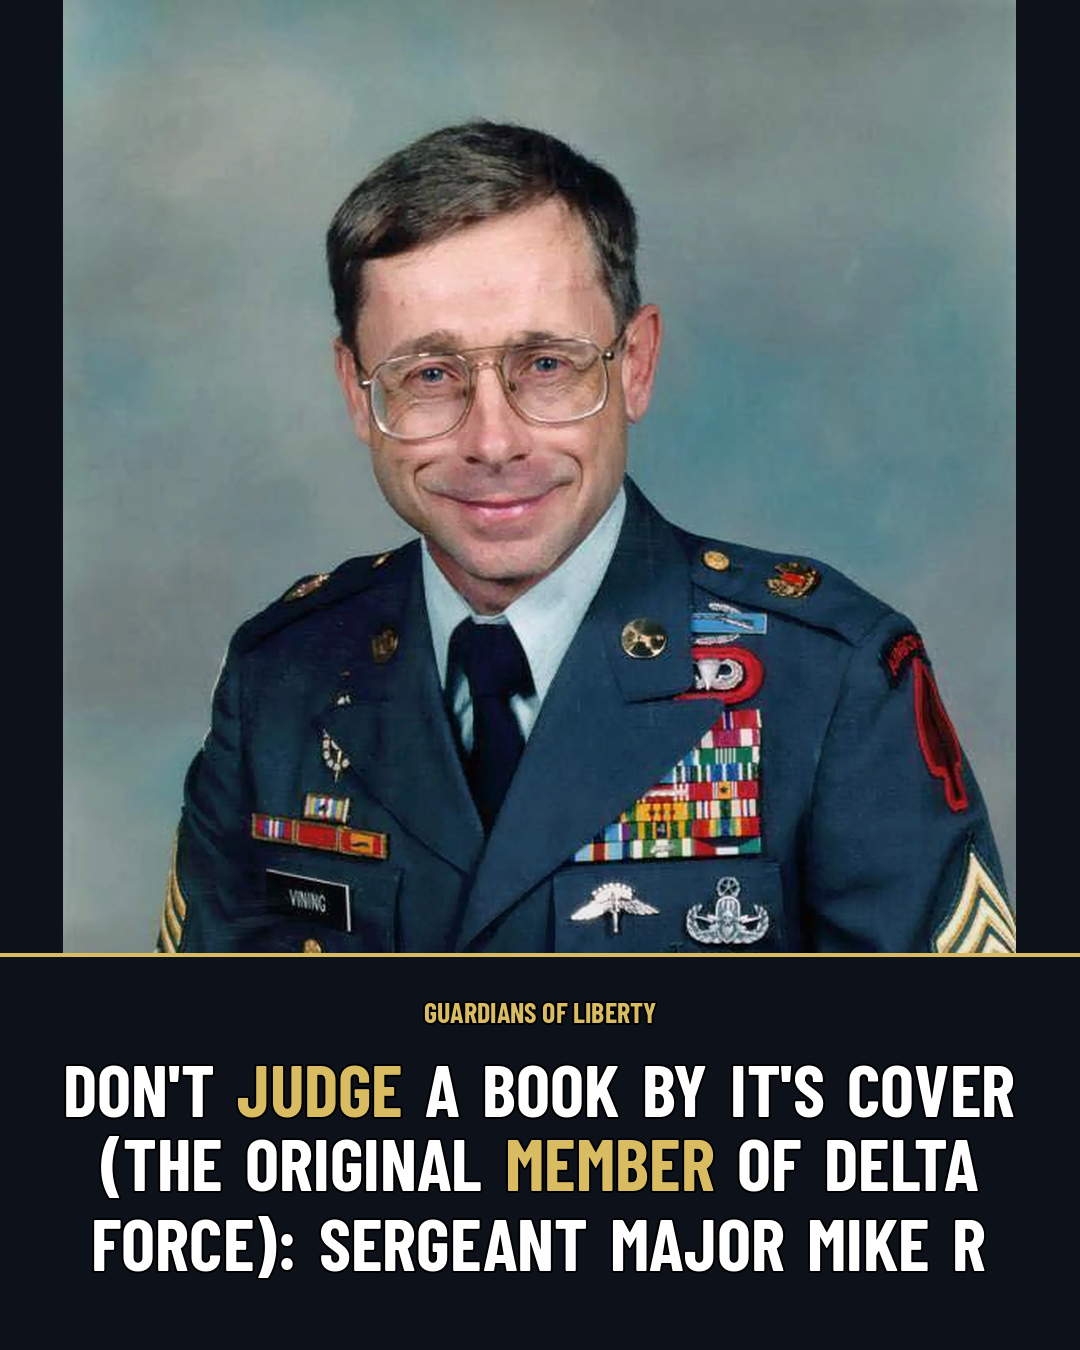 AIRBORNE
VINING
GUARDIANS OF LIBERTY
DON'T JUDGE A BOOK BY IT'S COVER
(THE ORIGINAL MEMBER OF DELTA
FORCE): SERGEANT MAJOR MIKE R